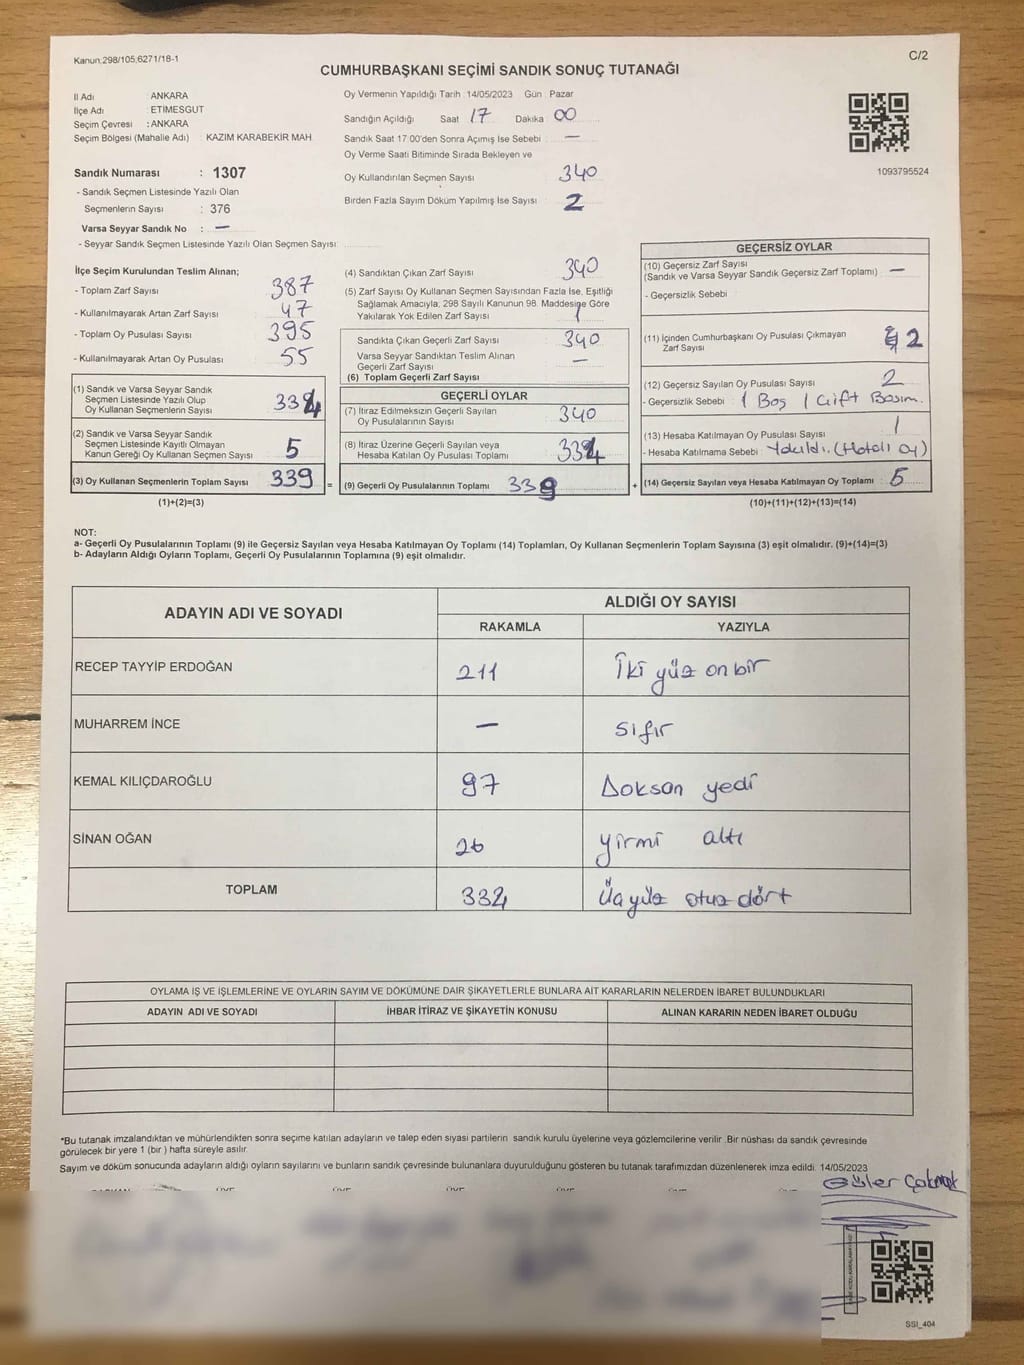 Kanun:298/105;6271/18-1
C/2
CUMHURBAŞKANI SEÇİMİ SANDIK SONUÇ TUTANAĞI
İl Adı : ANKARA
İlçe Adı : ETİMESGUT
Seçim Çevresi : ANKARA
Seçim Bölgesi (Mahalle Adı) KAZIM KARABEKİR MAH
Sandık Numarası : 1307
- Sandık Seçmen Listesinde Yazılı Olan
Seçmenlerin Sayısı : 376
Varsa Seyyar Sandık No : —
- Seyyar Sandık Seçmen Listesinde Yazılı Olan Seçmen Sayısı
Oy Vermenin Yapıldığı Tarih : 14/05/2023 Gün : Pazar
Sandığın Açıldığı Saat 17 Dakika 00
Sandık Saat 17:00'den Sonra Açımış İse Sebebi : —
Oy Verme Saati Bitiminde Sırada Bekleyen ve
Oy Kullandırılan Seçmen Sayısı 340
Birden Fazla Sayım Döküm Yapılmış İse Sayısı 2
1093795524
İlçe Seçim Kurulundan Teslim Alınan;
- Toplam Zarf Sayısı 387
- Kullanılmayarak Artan Zarf Sayısı 47
- Toplam Oy Pusulası Sayısı 395
- Kullanılmayarak Artan Oy Pusulası 55
(1) Sandık ve Varsa Seyyar Sandık
Seçmen Listesinde Yazılı Olup
Oy Kullanan Seçmenlerin Sayısı 334
(2) Sandık ve Varsa Seyyar Sandık
Seçmen Listesinde Kayıtlı Olmayan
Kanun Gereği Oy Kullanan Seçmen Sayısı 5
(3) Oy Kullanan Seçmenlerin Toplam Sayısı 339 =
(1)+(2)=(3)
(4) Sandıktan Çıkan Zarf Sayısı 340
(5) Zarf Sayısı Oy Kullanan Seçmen Sayısından Fazla İse, Eşitliği
Sağlamak Amacıyla, 298 Sayılı Kanunun 98. Maddesine Göre
Yakılarak Yok Edilen Zarf Sayısı 1
Sandıkta Çıkan Geçerli Zarf Sayısı 340
Varsa Seyyar Sandıktan Teslim Alınan
Geçerli Zarf Sayısı —
(6) Toplam Geçerli Zarf Sayısı
GEÇERLİ OYLAR
(7) İtiraz Edilmeksizin Geçerli Sayılan
Oy Pusulalarının Sayısı 340
(8) İtiraz Üzerine Geçerli Sayılan veya
Hesaba Katılan Oy Pusulası Toplamı 334
(9) Geçerli Oy Pusulalarının Toplamı 339 +
GEÇERSİZ OYLAR
(10) Geçersiz Zarf Sayısı
(Sandık ve Varsa Seyyar Sandık Geçersiz Zarf Toplamı) —
- Geçersizlik Sebebi :
(11) İçinden Cumhurbaşkanı Oy Pusulası Çıkmayan
Zarf Sayısı 2
(12) Geçersiz Sayılan Oy Pusulası Sayısı 2
- Geçersizlik Sebebi : 1 Boş 1 Çift Basım.
(13) Hesaba Katılmayan Oy Pusulası Sayısı 1
- Hesaba Katılmama Sebebi : Yakıldı. (Hatalı oy)
(14) Geçersiz Sayılan veya Hesaba Katılmayan Oy Toplamı : 5
(10)+(11)+(12)+(13)=(14)
NOT:
a- Geçerli Oy Pusulalarının Toplamı (9) ile Geçersiz Sayılan veya Hesaba Katılmayan Oy Toplamı (14) Toplamları, Oy Kullanan Seçmenlerin Toplam Sayısına (3) eşit olmalıdır. (9)+(14)=(3)
b- Adayların Aldığı Oyların Toplamı, Geçerli Oy Pusulalarının Toplamına (9) eşit olmalıdır.
ADAYIN ADI VE SOYADI ALDIĞI OY SAYISI
RAKAMLA YAZIYLA
RECEP TAYYİP ERDOĞAN 211 İki yüz on bir
MUHARREM İNCE — sıfır
KEMAL KILIÇDAROĞLU 97 Doksan yedi
SİNAN OĞAN 26 yirmi altı
TOPLAM 334 Üçyüz otuz dört
OYLAMA İŞ VE İŞLEMLERİNE VE OYLARIN SAYIM VE DÖKÜMÜNE DAİR ŞİKAYETLERLE BUNLARA AİT KARARLARIN NELERDEN İBARET BULUNDUKLARI
ADAYIN ADI VE SOYADI İHBAR İTİRAZ VE ŞİKAYETİN KONUSU ALINAN KARARIN NEDEN İBARET OLDUĞU
*Bu tutanak imzalandıktan ve mühürlendikten sonra seçime katılan adayların ve talep eden siyasi partilerin sandık kurulu üyelerine veya gözlemcilerine verilir .Bir nüshası da sandık çevresinde
görülecek bir yere 1 (bir ) hafta süreyle asılır.
Sayım ve döküm sonucunda adayların aldığı oyların sayılarını ve bunların sandık çevresinde bulunanlara duyurulduğunu gösteren bu tutanak tarafımızdan düzenlenerek imza edildi. 14/05/2023
Güler Çakmak
SSI_404